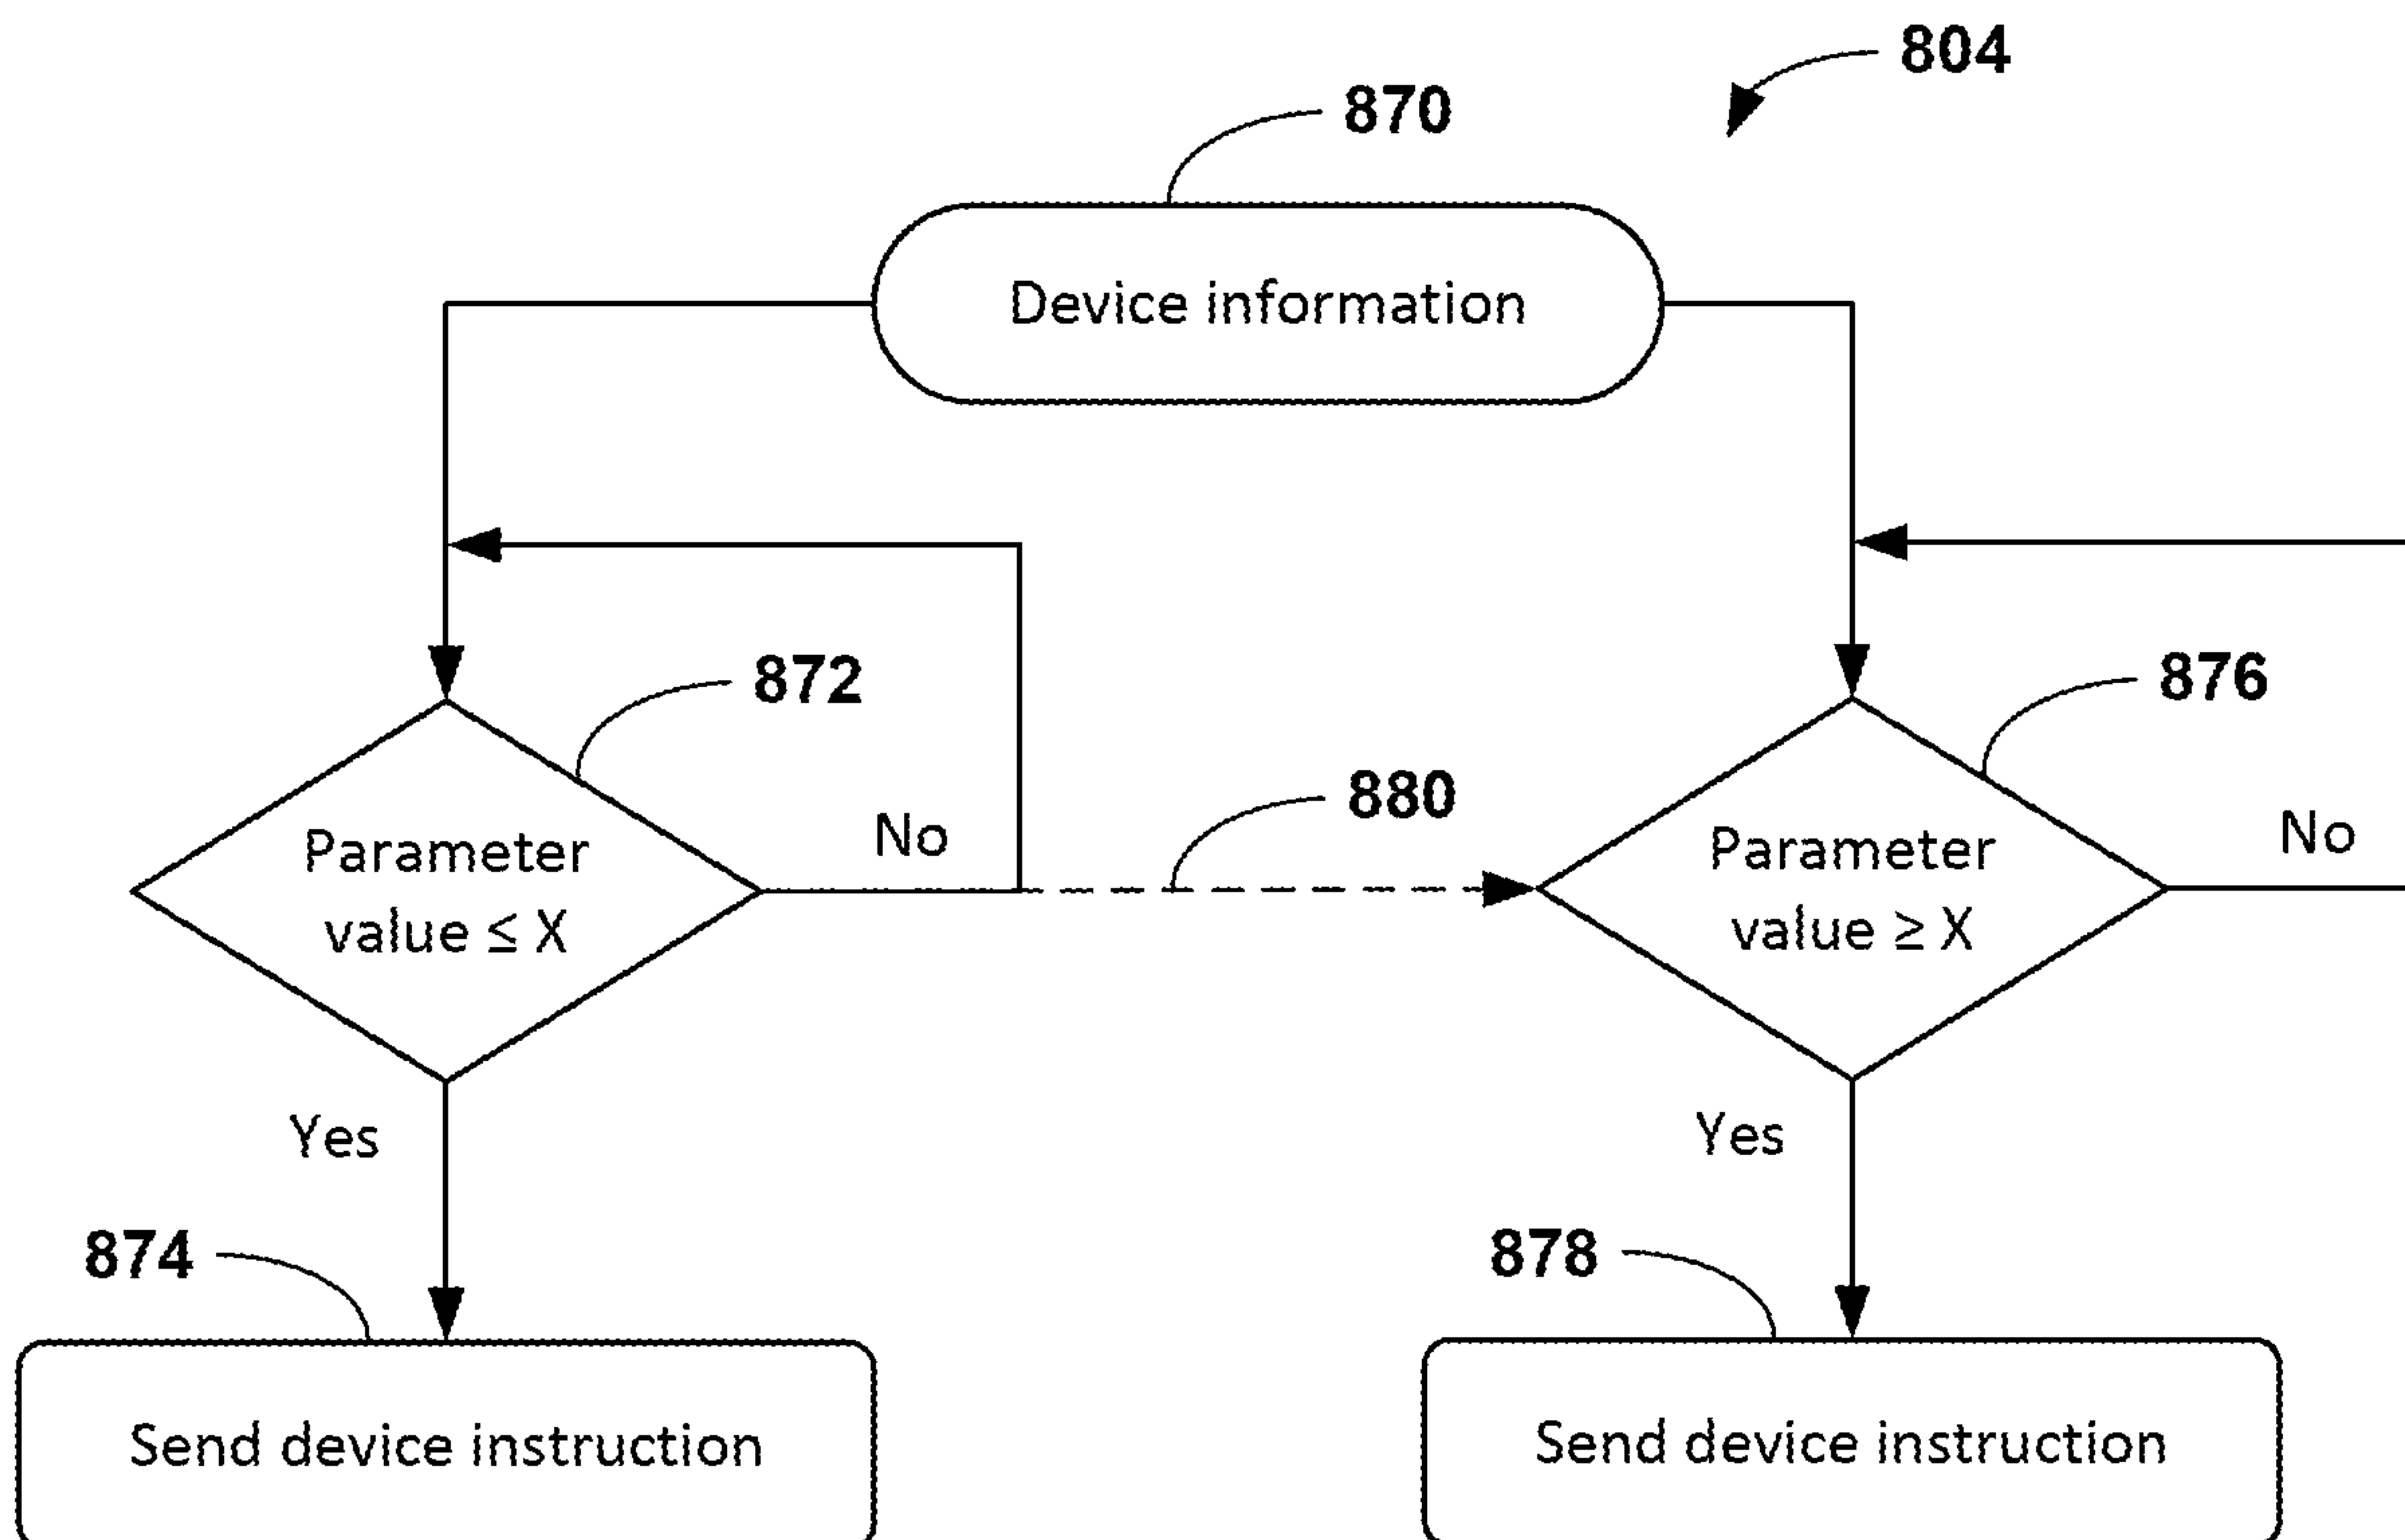 804
870
Device information
872
876
880
No
No
Parameter
value ≤ X
Parameter
value ≥ X
Yes
Yes
874
878
Send device instruction
Send device instruction